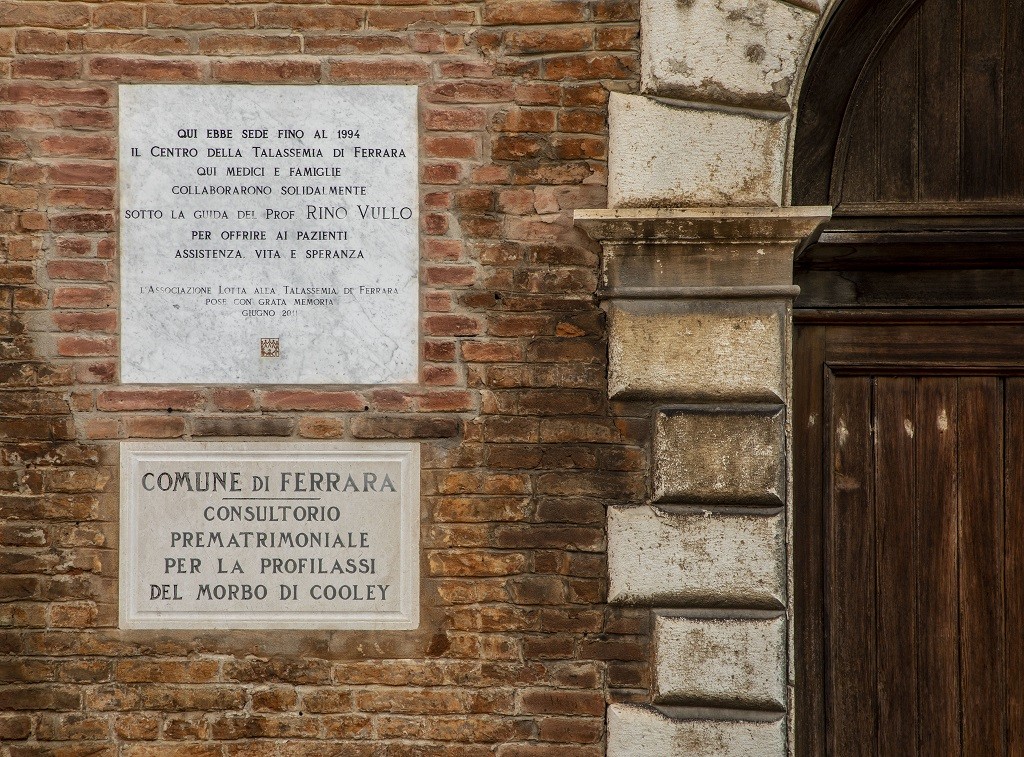 QUI EBBE SEDE FINO AL 1994
IL CENTRO DELLA TALASSEMIA DI FERRARA
QUI MEDICI E FAMIGLIE
COLLABORARONO SOLIDALMENTE
SOTTO LA GUIDA DEL PROF. RINO VULLO
PER OFFRIRE AI PAZIENTI
ASSISTENZA, VITA E SPERANZA
L'ASSOCIAZIONE LOTTA ALLA TALASSEMIA DI FERRARA
POSE CON GRATA MEMORIA
GIUGNO 2011
COMUNE DI FERRARA
CONSULTORIO
PREMATRIMONIALE
PER LA PROFILASSI
DEL MORBO DI COOLEY